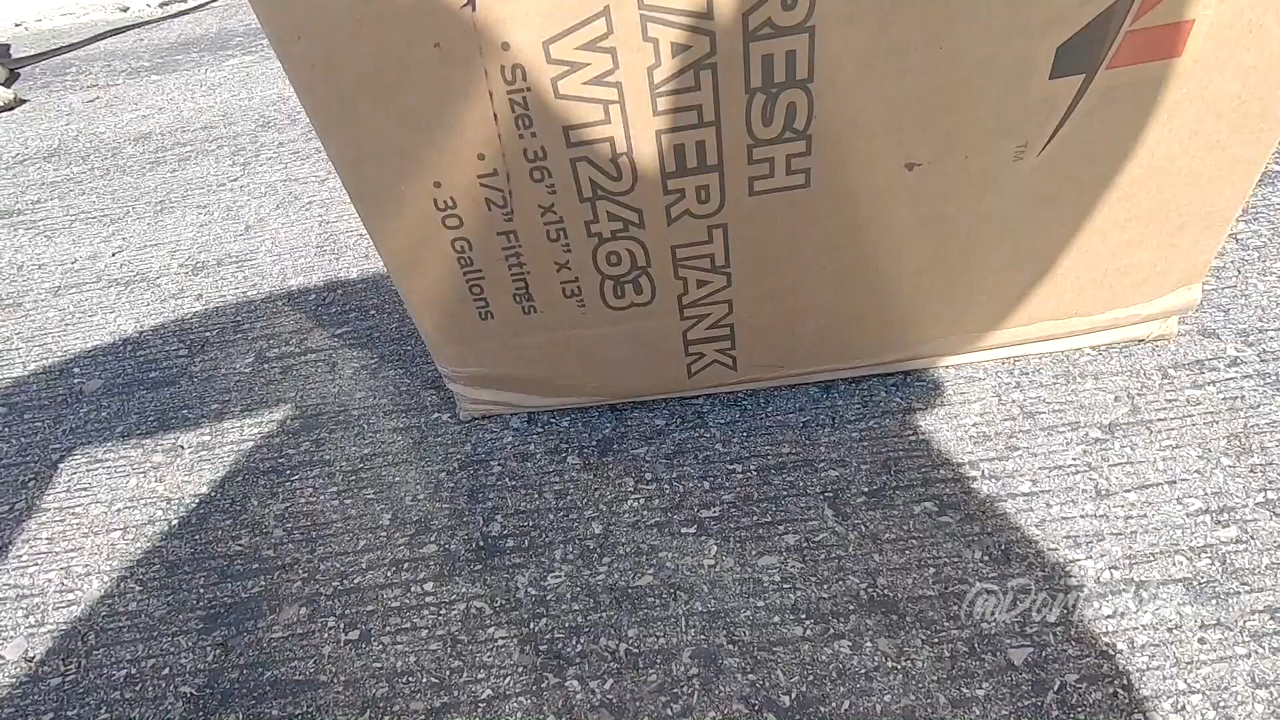 RESH
WATER TANK
WT2463
• Size: 36” x15” x 13”
• 1/2” Fittings
• 30 Gallons
TM